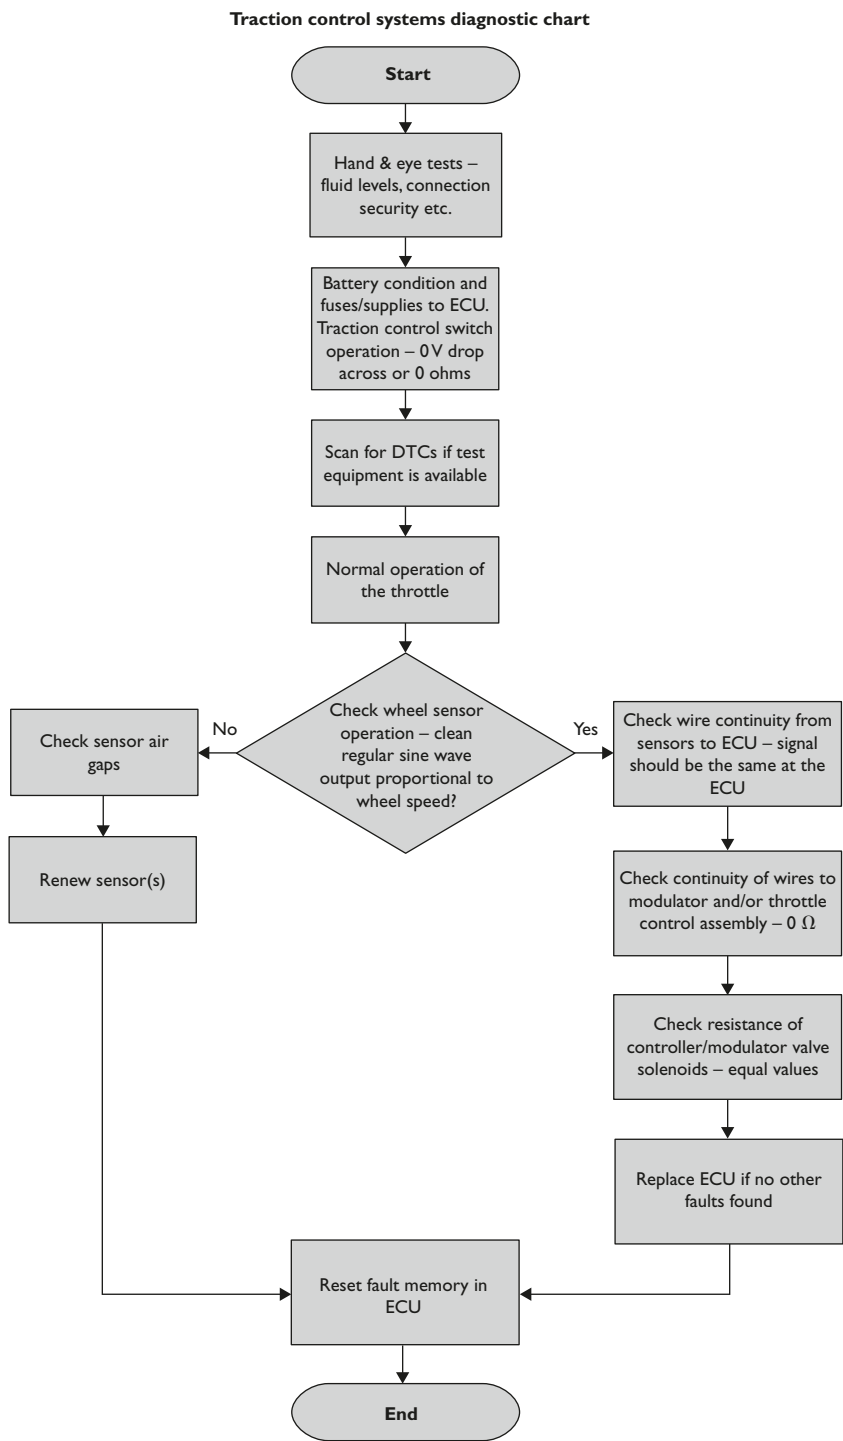 Traction control systems diagnostic chart
Start
Hand & eye tests –
fluid levels, connection
security etc.
Battery condition and
fuses/supplies to ECU.
Traction control switch
operation – 0 V drop
across or 0 ohms
Scan for DTCs if test
equipment is available
Normal operation of
the throttle
Check wheel sensor
operation – clean
regular sine wave
output proportional to
wheel speed?
No
Check sensor air
gaps
Renew sensor(s)
Yes
Check wire continuity from
sensors to ECU – signal
should be the same at the
ECU
Check continuity of wires to
modulator and/or throttle
control assembly – 0 Ω
Check resistance of
controller/modulator valve
solenoids – equal values
Replace ECU if no other
faults found
Reset fault memory in
ECU
End